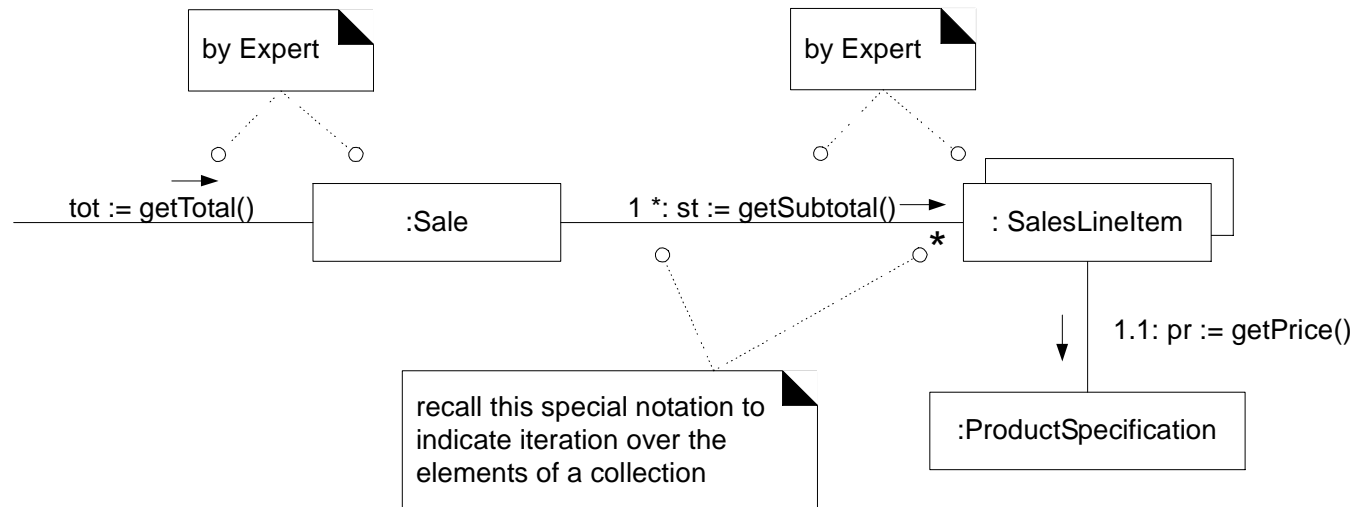 by Expert
by Expert
tot := getTotal()
:Sale
1 *: st := getSubtotal()
: SalesLineItem
*
1.1: pr := getPrice()
recall this special notation to
indicate iteration over the
elements of a collection
:ProductSpecification